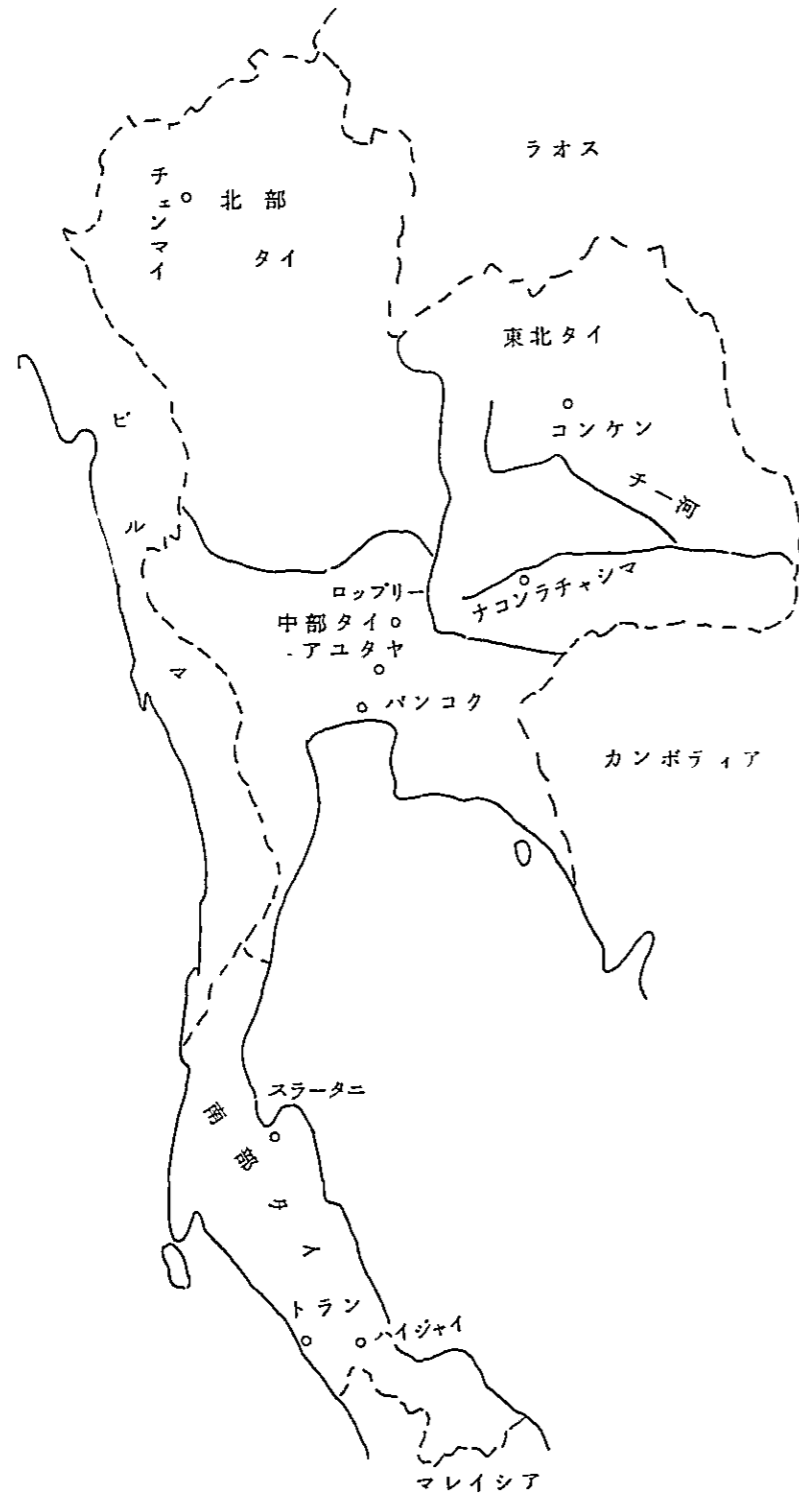 ラオス
チェンマイ
北部
タイ
東北タイ
コンケン
チー河
ビルマ
ロップリー
ナコンラチャシマ
中部タイ
アユタヤ
バンコク
カンボディア
スラータニ
南部タイ
トラン
ハイジャイ
マレイシア